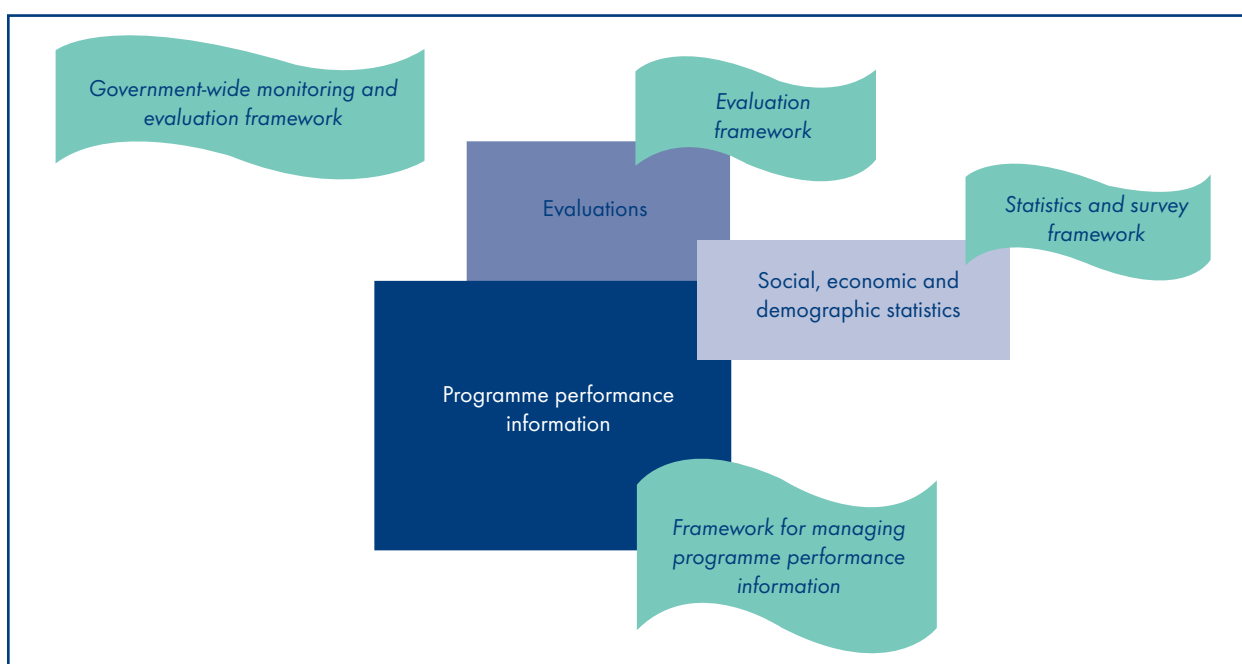 Government-wide monitoring and
evaluation framework
Evaluation
framework
Evaluations
Statistics and survey
framework
Social, economic and
demographic statistics
Programme performance
information
Framework for managing
programme performance
information